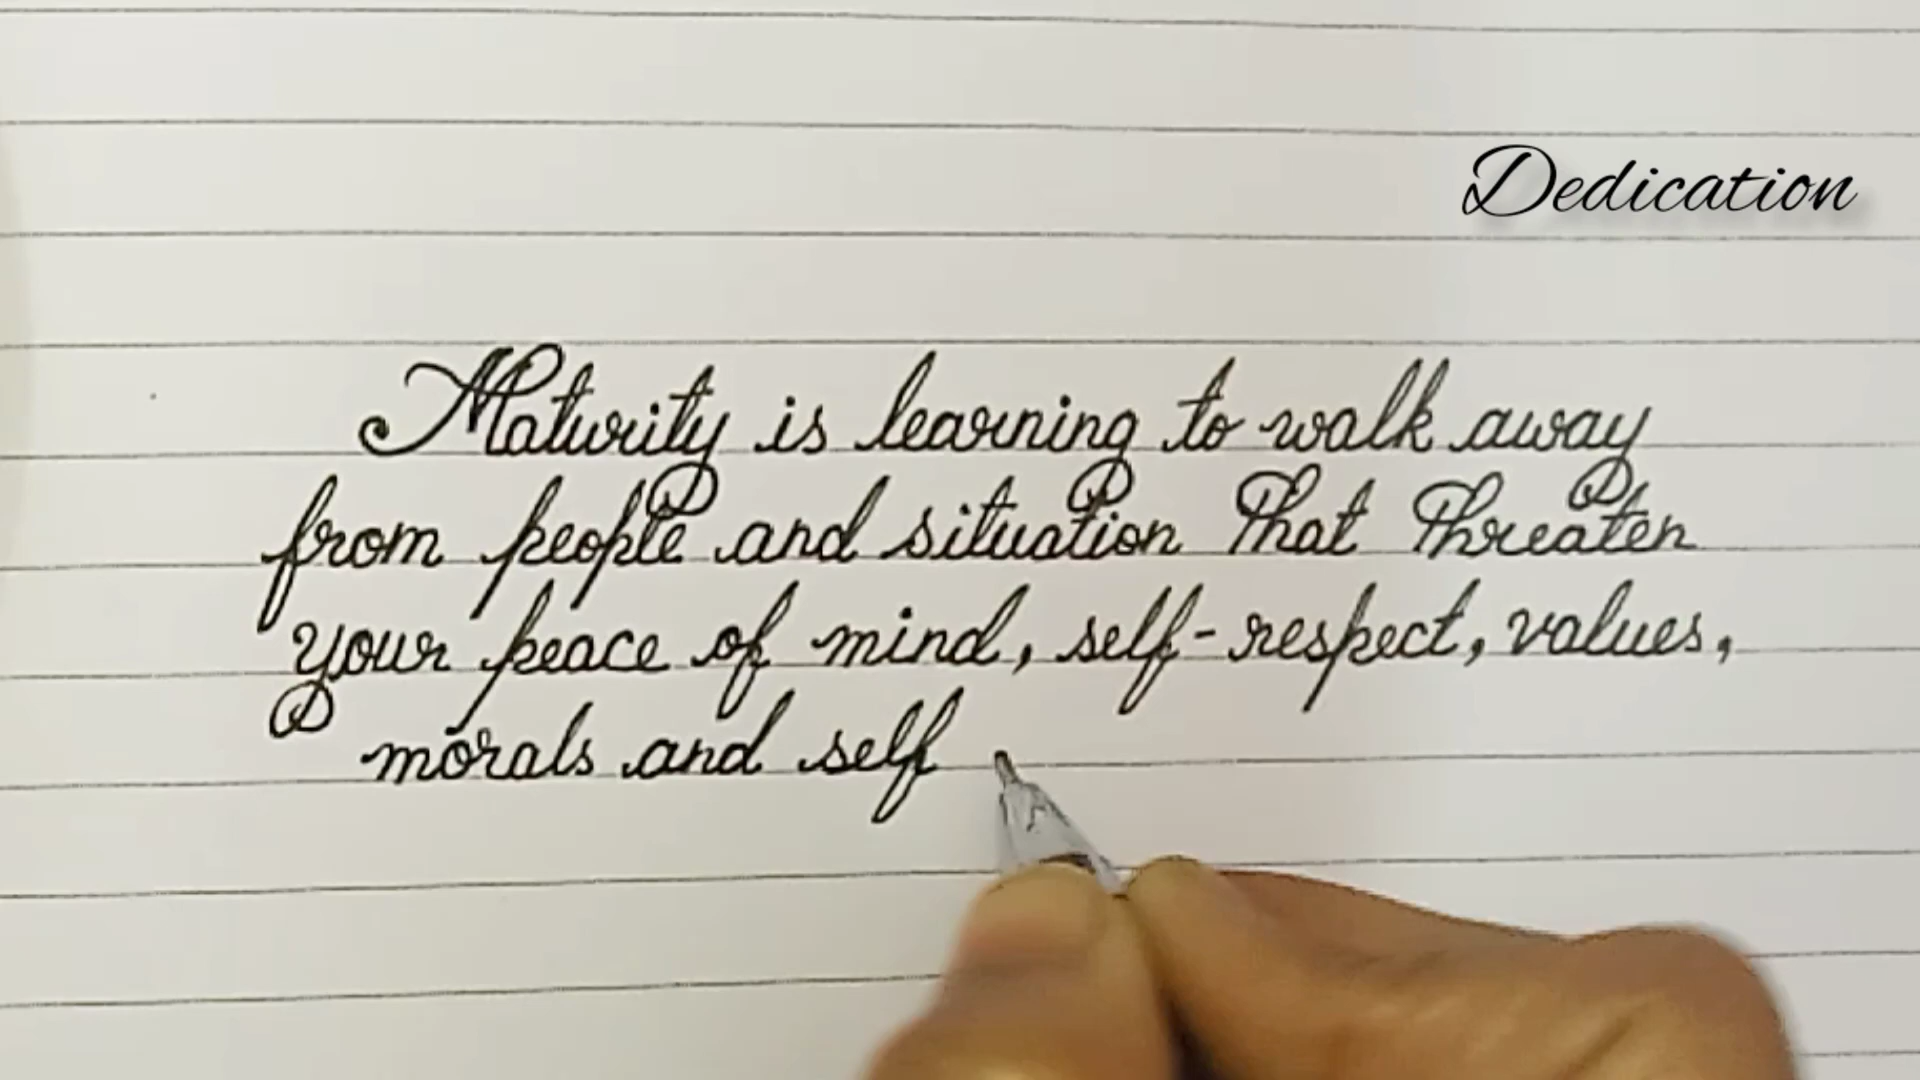 Dedication
Maturity is learning to walk away
from people and situation that threaten
your peace of mind, self-respect, values,
morals and self